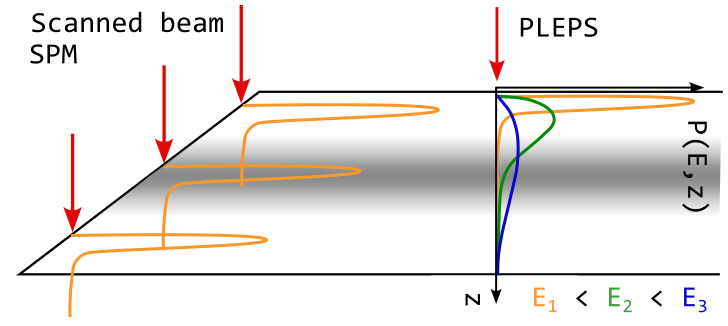 Scanned beam
SPM
PLEPS
P(E,z)
z
E₁ < E₂ < E₃